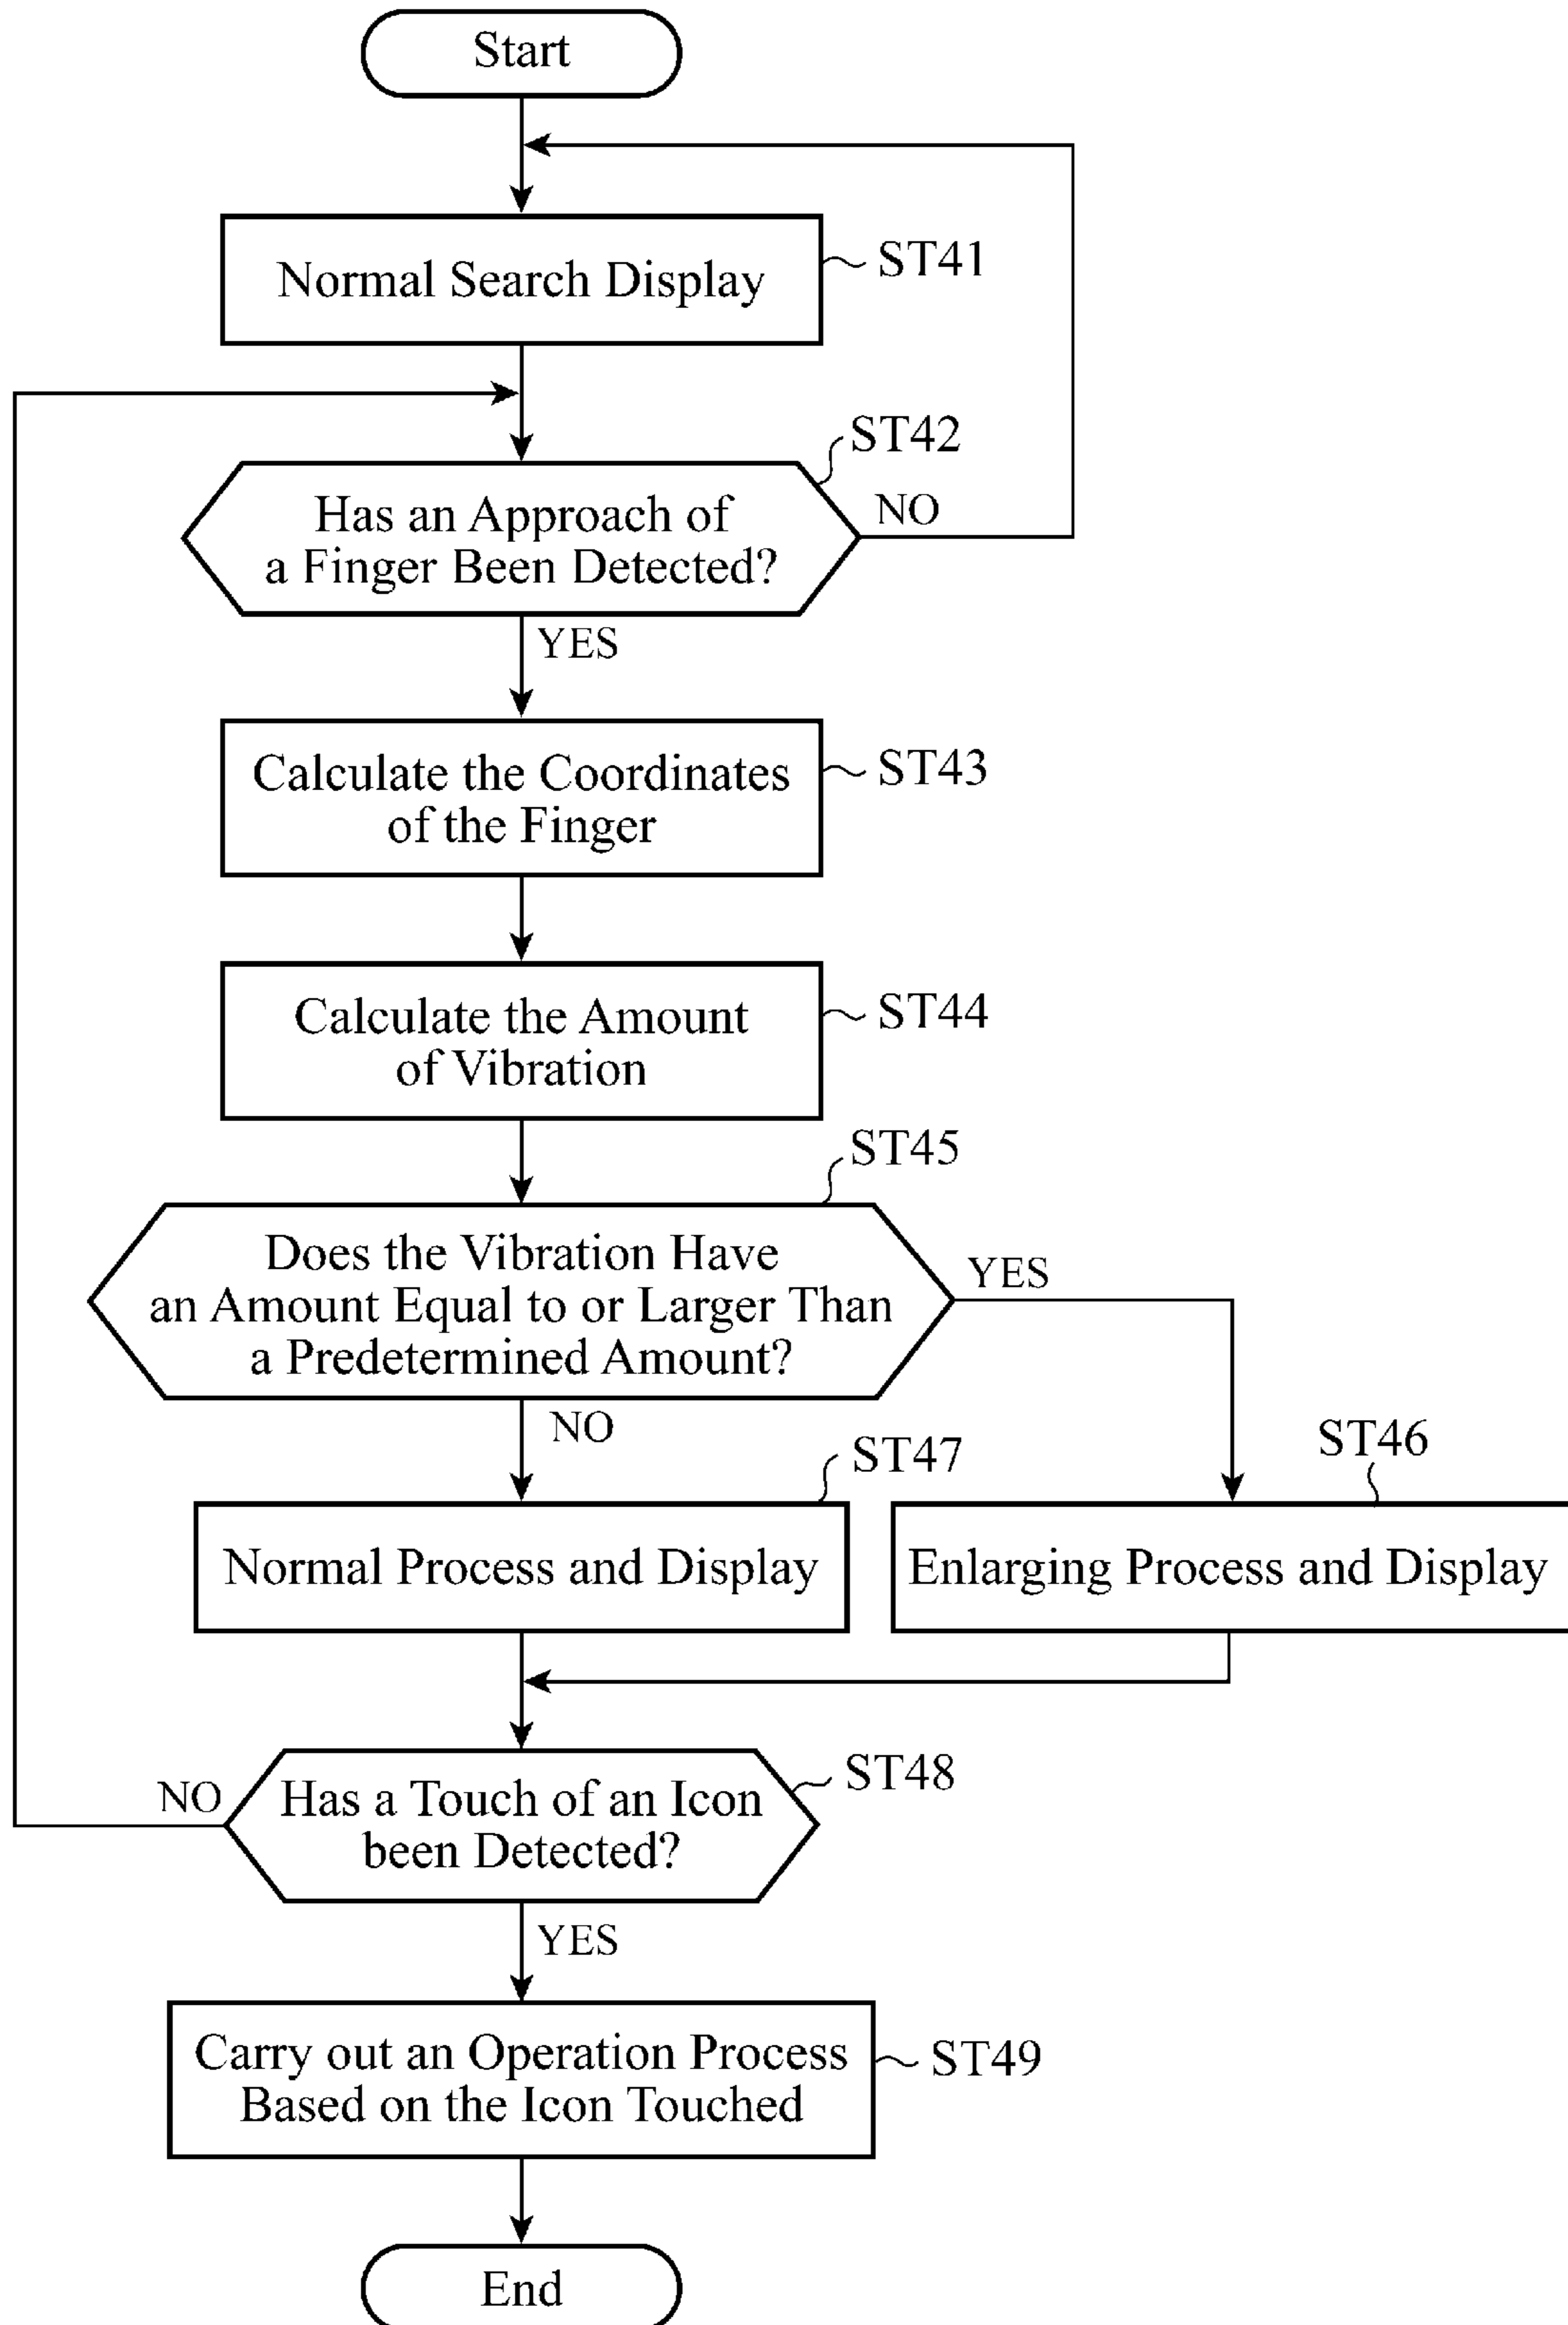 Start
Normal Search Display
ST41
ST42
Has an Approach of
a Finger Been Detected?
NO
YES
Calculate the Coordinates
of the Finger
ST43
Calculate the Amount
of Vibration
ST44
ST45
Does the Vibration Have
an Amount Equal to or Larger Than
a Predetermined Amount?
YES
NO
ST47
Normal Process and Display
ST46
Enlarging Process and Display
Has a Touch of an Icon
been Detected?
ST48
NO
YES
Carry out an Operation Process
Based on the Icon Touched
ST49
End